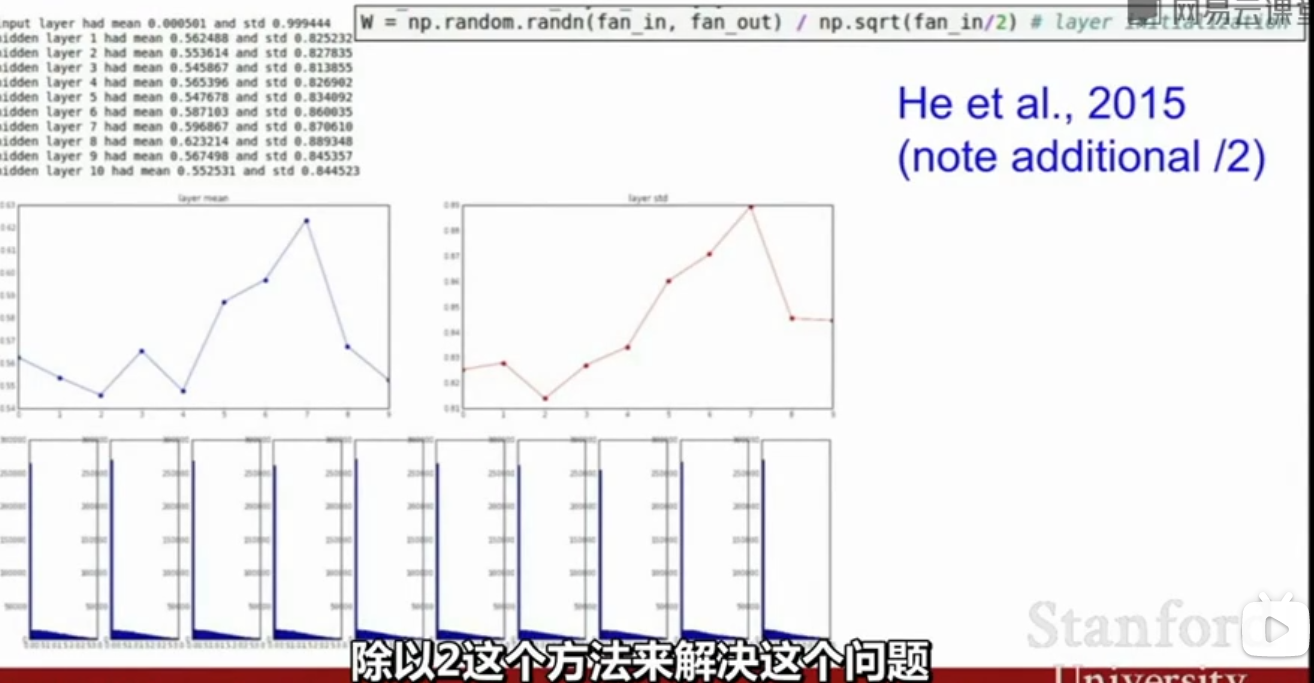 input layer had mean 0.000501 and std 0.999444
hidden layer 1 had mean 0.562488 and std 0.825232
hidden layer 2 had mean 0.553614 and std 0.827835
hidden layer 3 had mean 0.545867 and std 0.813855
hidden layer 4 had mean 0.565396 and std 0.826902
hidden layer 5 had mean 0.547678 and std 0.834092
hidden layer 6 had mean 0.587103 and std 0.860035
hidden layer 7 had mean 0.596867 and std 0.870610
hidden layer 8 had mean 0.623214 and std 0.889348
hidden layer 9 had mean 0.567498 and std 0.845357
hidden layer 10 had mean 0.552531 and std 0.844523
W = np.random.randn(fan_in, fan_out) / np.sqrt(fan_in/2) # layer initialization
网易云课堂
He et al., 2015
(note additional /2)
layer mean
0.63
0.62
0.61
0.60
0.59
0.58
0.57
0.56
0.55
0.54
0 1 2 3 4 5 6 7 8 9
layer std
0.89
0.87
0.86
0.85
0.84
0.83
0.82
0.81
0 1 2 3 4 5 6 7 8 9
300000
250000
200000
150000
100000
50000
除以2这个方法来解决这个问题
Stanford
University